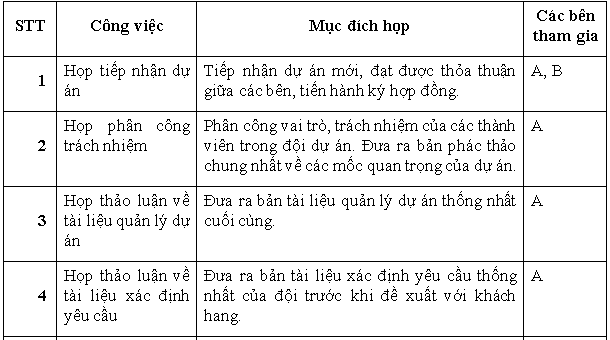 STT Công việc Mục đích họp Các bên tham gia
1 Họp tiếp nhận dự án
Tiếp nhận dự án mới, đạt được thỏa thuận
giữa các bên, tiến hành ký hợp đồng.
A, B
2 Họp phân công
trách nhiệm
Phân công vai trò, trách nhiệm của các thành
viên trong đội dự án. Đưa ra bản phác thảo
chung nhất về các mốc quan trọng của dự án.
A
3 Họp thảo luận về
tài liệu quản lý dự
án
Đưa ra bản tài liệu quản lý dự án thống nhất
cuối cùng.
A
4 Họp thảo luận về
tài liệu xác định
yêu cầu
Đưa ra bản tài liệu xác định yêu cầu thống
nhất của đội trước khi đề xuất với khách
hang.
A